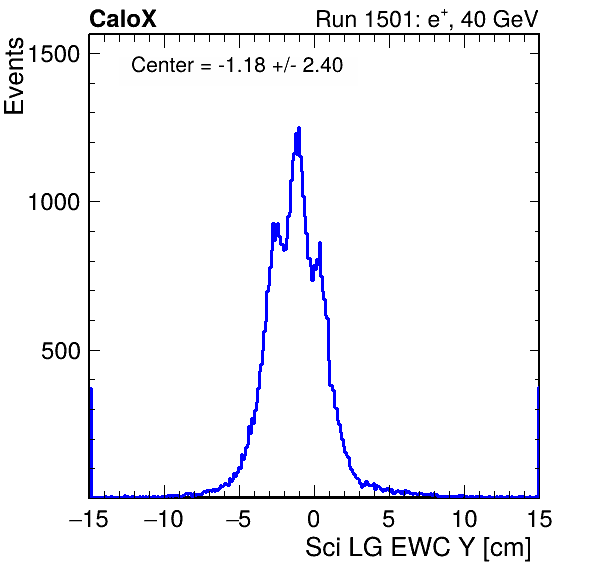 CaloX Run 1501: e⁺, 40 GeV
Center = -1.18 +/- 2.40
Events
1500
1000
500
−15 −10 −5 0 5 10 15
Sci LG EWC Y [cm]